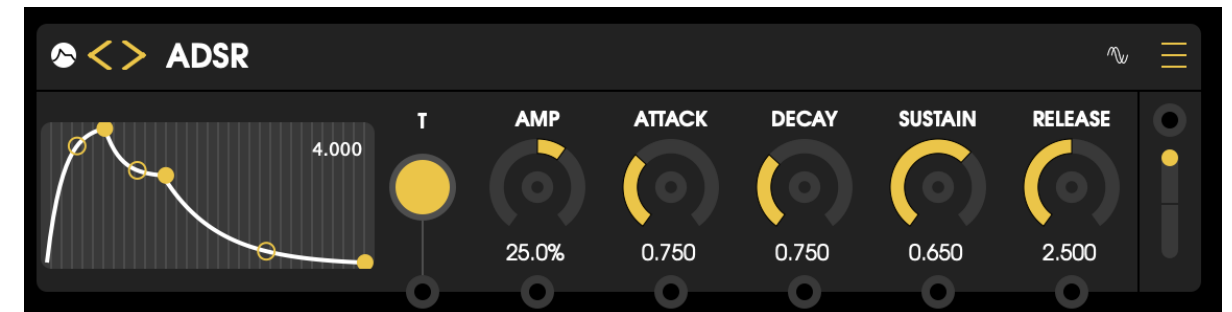 ADSR
4.000
T
AMP
ATTACK
DECAY
SUSTAIN
RELEASE
25.0%
0.750
0.750
0.650
2.500